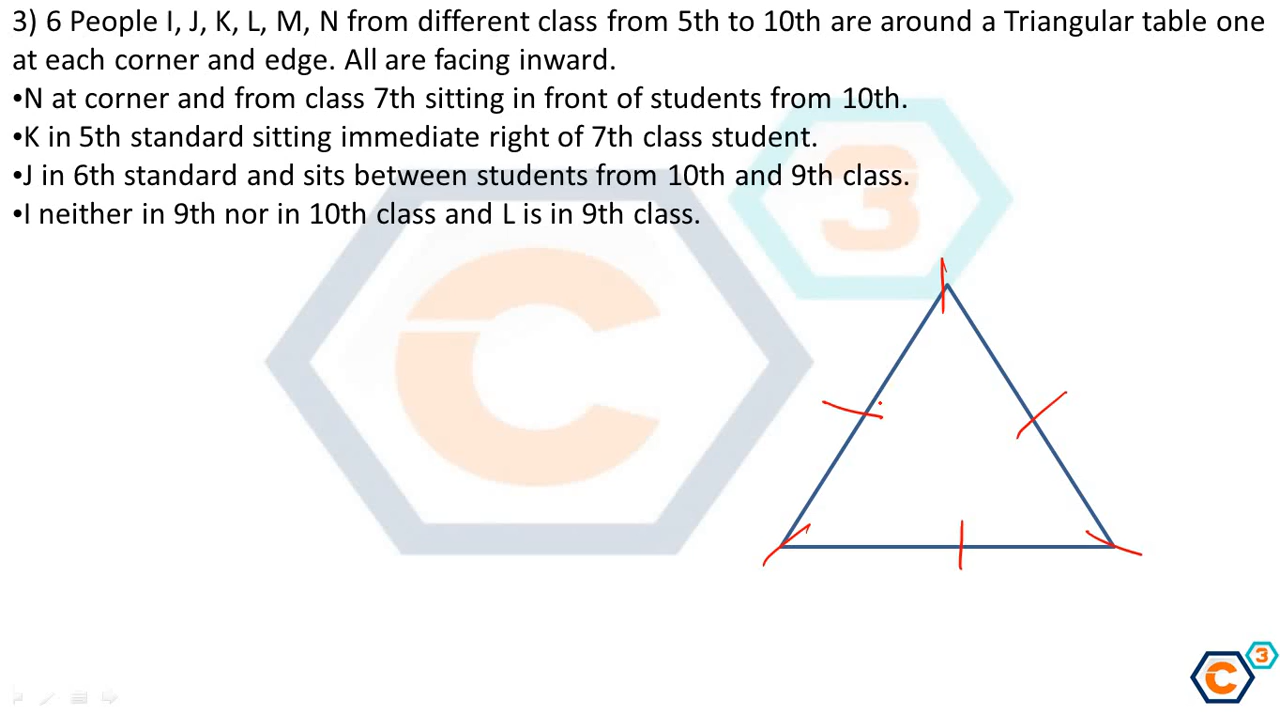 3) 6 People I, J, K, L, M, N from different class from 5th to 10th are around a Triangular table one
at each corner and edge. All are facing inward.
•N at corner and from class 7th sitting in front of students from 10th.
•K in 5th standard sitting immediate right of 7th class student.
•J in 6th standard and sits between students from 10th and 9th class.
•I neither in 9th nor in 10th class and L is in 9th class.
C
3
C
3